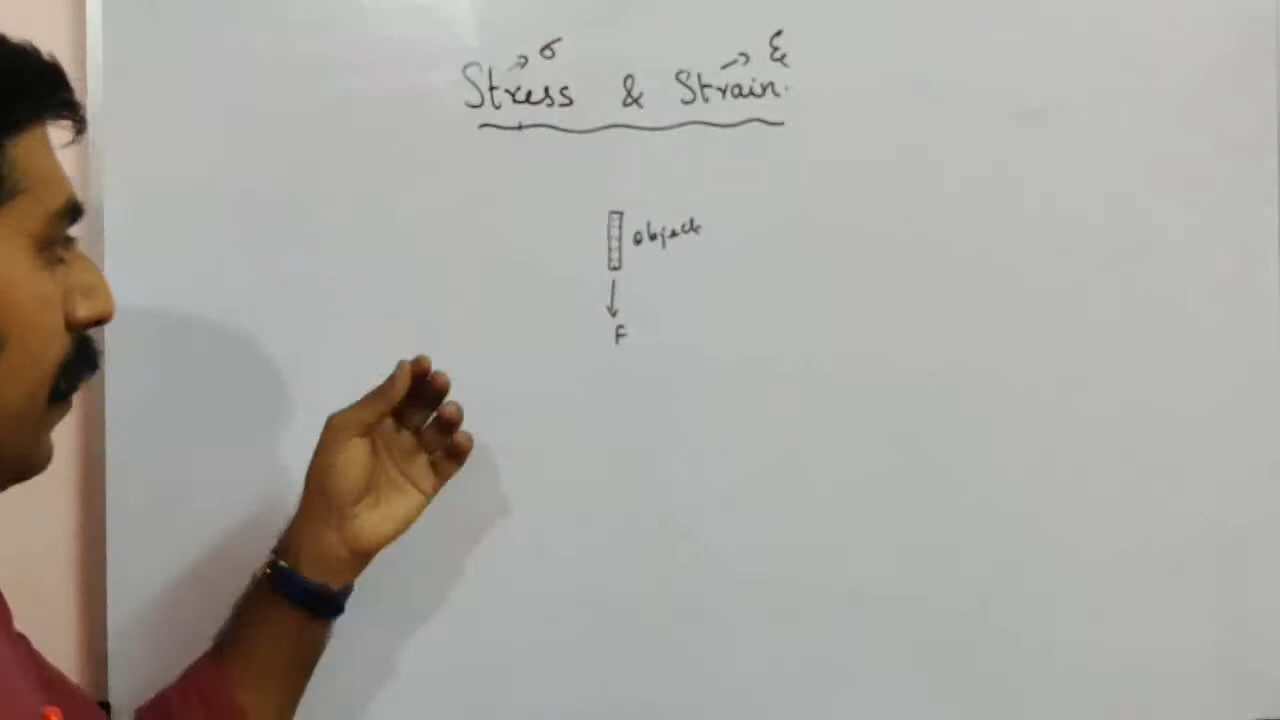 → σ → ξ
Stress & Strain.
object
F